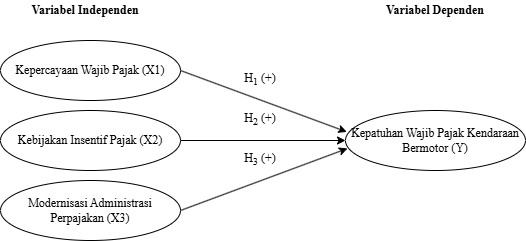 Variabel Independen
Variabel Dependen
Kepercayaan Wajib Pajak (X1)
H1 (+)
H2 (+)
Kebijakan Insentif Pajak (X2)
Kepatuhan Wajib Pajak Kendaraan
Bermotor (Y)
H3 (+)
Modernisasi Administrasi
Perpajakan (X3)